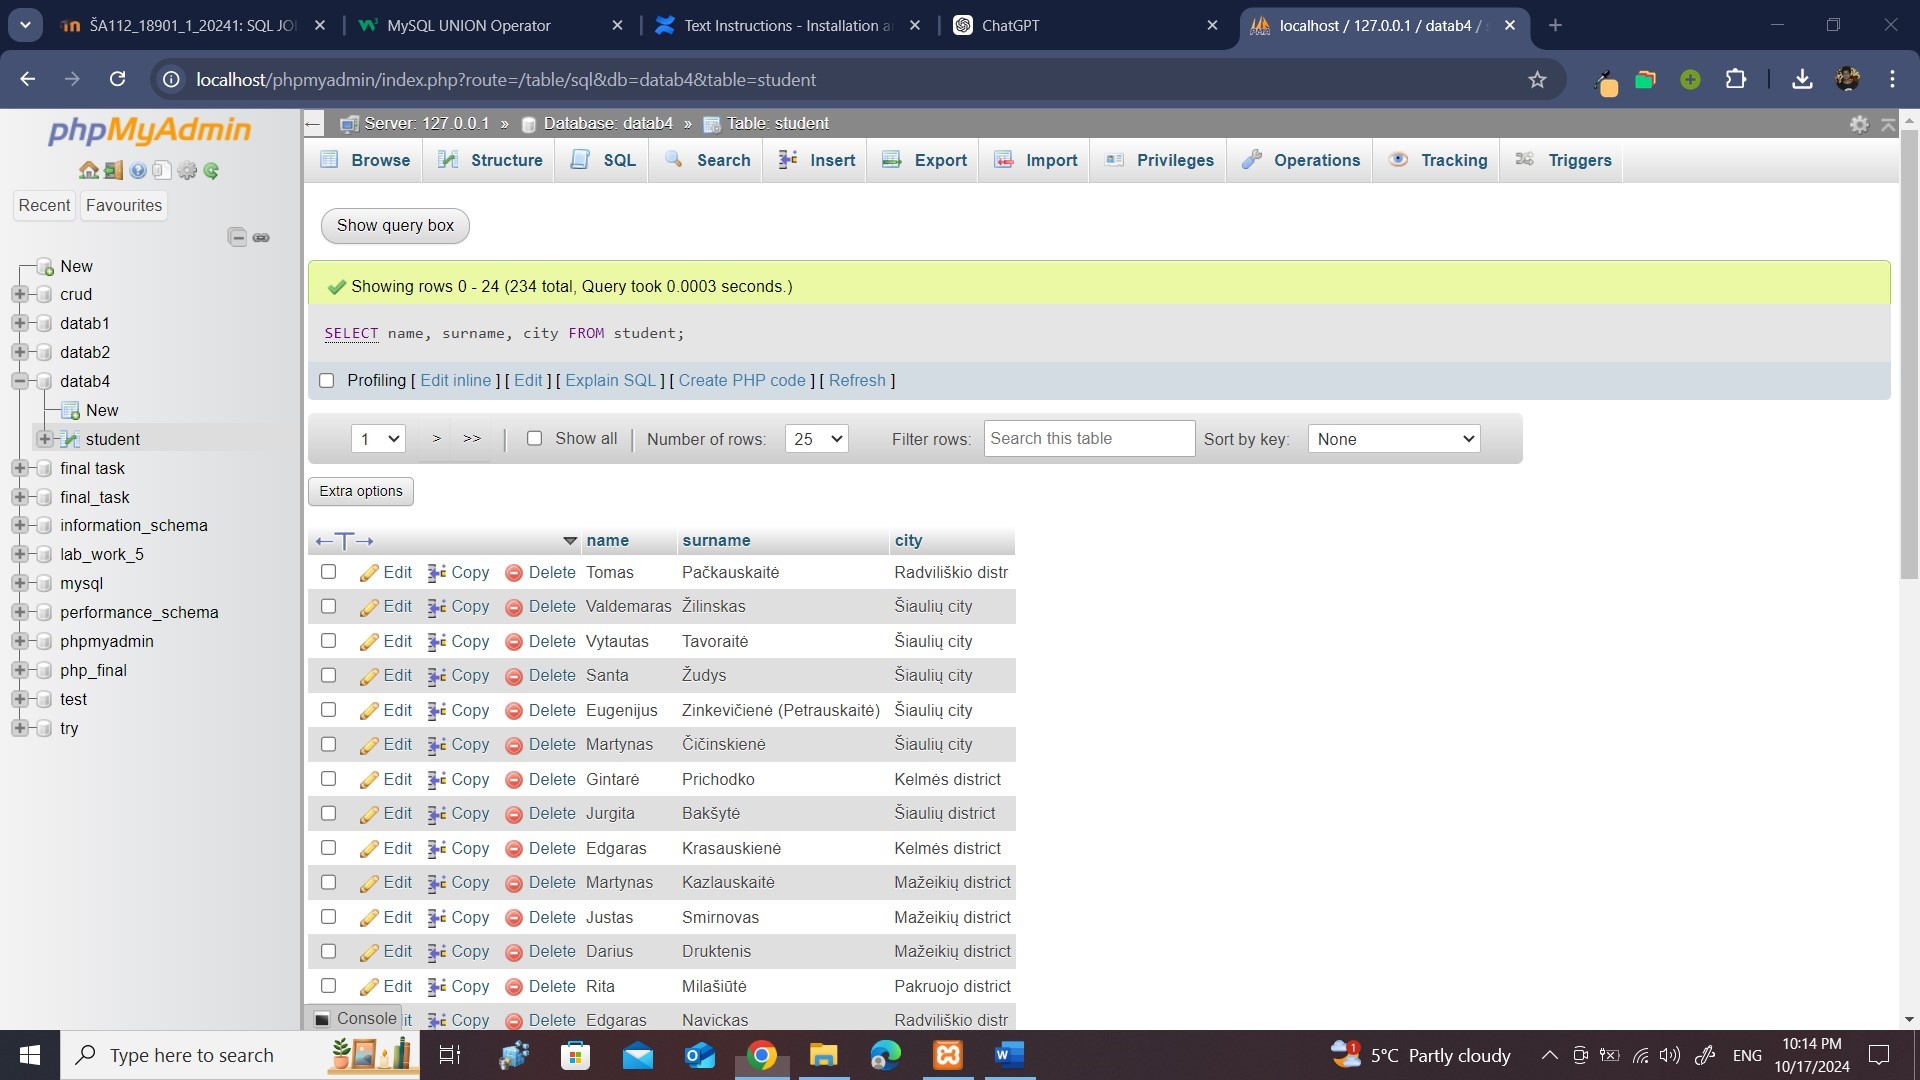 ŠA112_18901_1_20241: SQL JO
MySQL UNION Operator
Text Instructions - Installation a
ChatGPT
localhost / 127.0.0.1 / datab4 /
localhost/phpmyadmin/index.php?route=/table/sql&db=datab4&table=student
phpMyAdmin
Recent
Favourites
New
crud
datab1
datab2
datab4
New
student
final task
final_task
information_schema
lab_work_5
mysql
performance_schema
phpmyadmin
php_final
test
try
Server: 127.0.0.1 » Database: datab4 » Table: student
Browse Structure SQL Search Insert Export Import Privileges Operations Tracking Triggers
Show query box
Showing rows 0 - 24 (234 total, Query took 0.0003 seconds.)
SELECT name, surname, city FROM student;
Profiling [ Edit inline ] [ Edit ] [ Explain SQL ] [ Create PHP code ] [ Refresh ]
1 > >> | Show all | Number of rows: 25 Filter rows: Search this table Sort by key: None
Extra options
←T→ name surname city
Edit Copy Delete Tomas Pačkauskaitė Radviliškio distr
Edit Copy Delete Valdemaras Žilinskas Šiaulių city
Edit Copy Delete Vytautas Tavoraitė Šiaulių city
Edit Copy Delete Santa Žudys Šiaulių city
Edit Copy Delete Eugenijus Zinkevičienė (Petrauskaitė) Šiaulių city
Edit Copy Delete Martynas Čičinskienė Šiaulių city
Edit Copy Delete Gintarė Prichodko Kelmės district
Edit Copy Delete Jurgita Bakšytė Šiaulių district
Edit Copy Delete Edgaras Krasauskienė Kelmės district
Edit Copy Delete Martynas Kazlauskaitė Mažeikių district
Edit Copy Delete Justas Smirnovas Mažeikių district
Edit Copy Delete Darius Druktenis Mažeikių district
Edit Copy Delete Rita Milašiūtė Pakruojo district
Console it Copy Delete Edgaras Navickas Radviliškio distr
Type here to search
1
5°C Partly cloudy
ENG
10:14 PM
10/17/2024